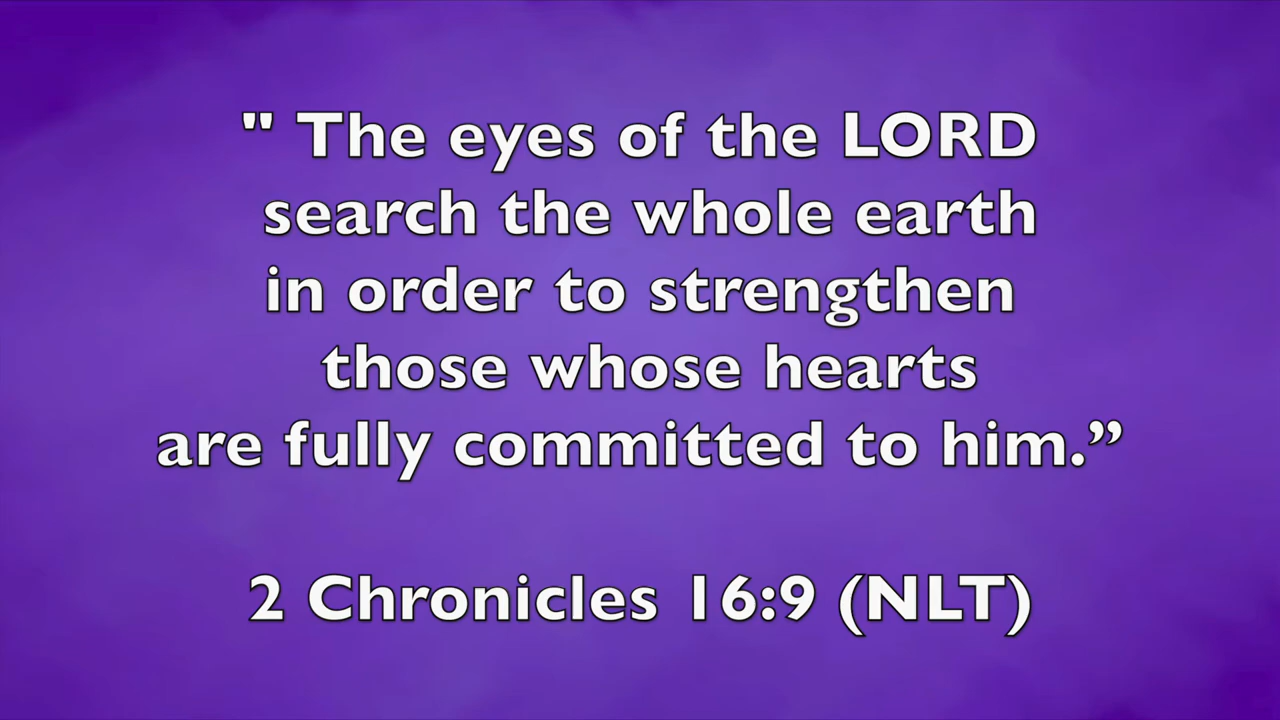 " The eyes of the LORD
search the whole earth
in order to strengthen
those whose hearts
are fully committed to him.”
2 Chronicles 16:9 (NLT)